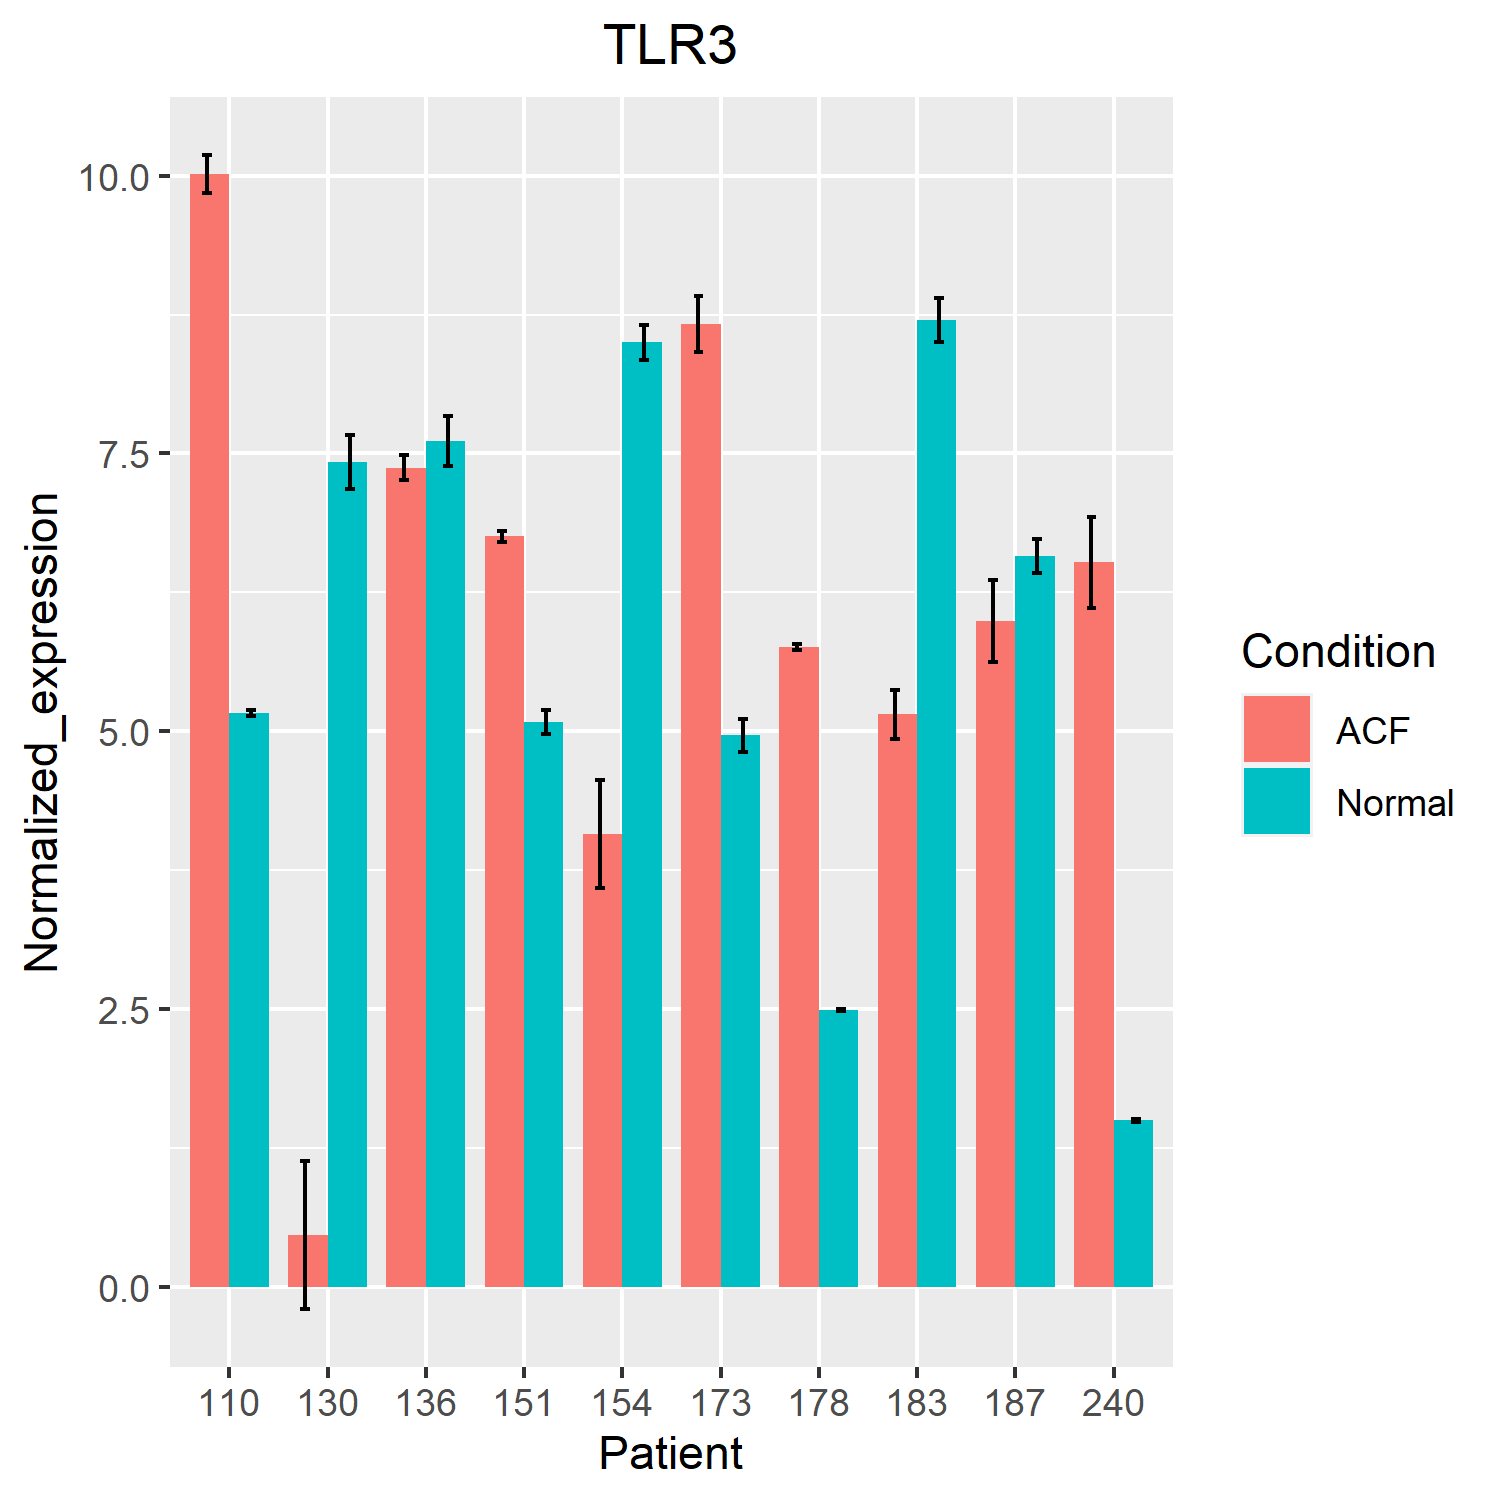 TLR3
10.0
7.5
5.0
2.5
0.0
Normalized_expression
110 130 136 151 154 173 178 183 187 240
Patient
Condition
ACF
Normal